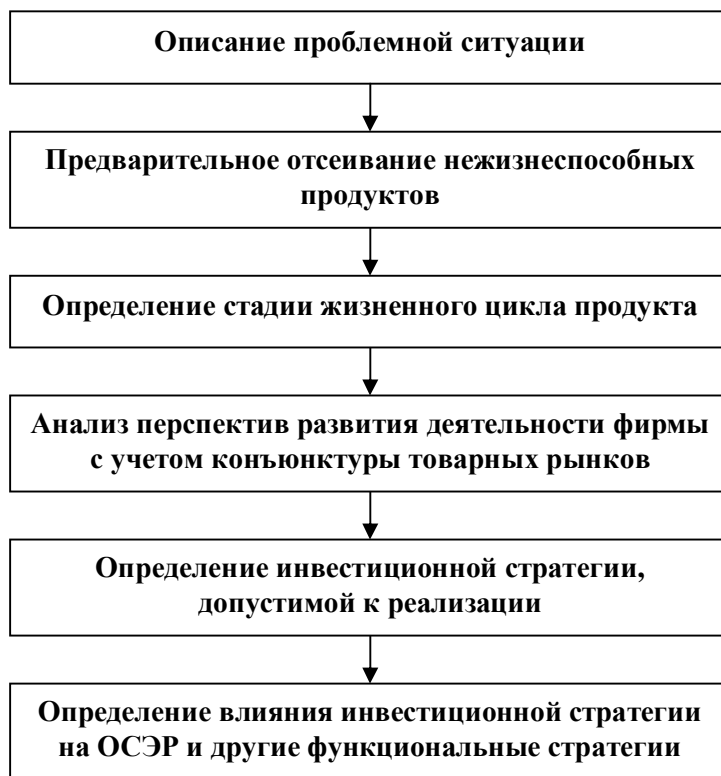 Описание проблемной ситуации
Предварительное отсеивание нежизнеспособных
продуктов
Определение стадии жизненного цикла продукта
Анализ перспектив развития деятельности фирмы
с учетом конъюнктуры товарных рынков
Определение инвестиционной стратегии,
допустимой к реализации
Определение влияния инвестиционной стратегии
на ОСЭР и другие функциональные стратегии